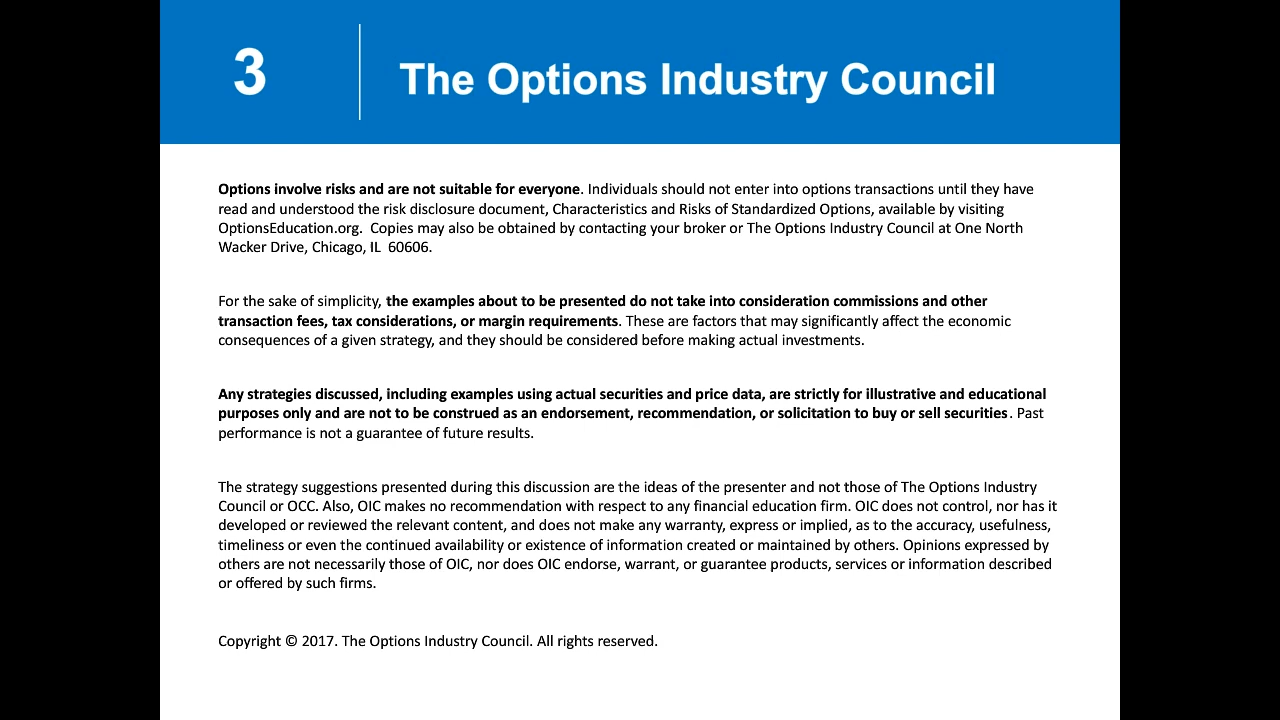 3
The Options Industry Council
Options involve risks and are not suitable for everyone. Individuals should not enter into options transactions until they have
read and understood the risk disclosure document, Characteristics and Risks of Standardized Options, available by visiting
OptionsEducation.org.  Copies may also be obtained by contacting your broker or The Options Industry Council at One North
Wacker Drive, Chicago, IL  60606.
For the sake of simplicity, the examples about to be presented do not take into consideration commissions and other
transaction fees, tax considerations, or margin requirements. These are factors that may significantly affect the economic
consequences of a given strategy, and they should be considered before making actual investments.
Any strategies discussed, including examples using actual securities and price data, are strictly for illustrative and educational
purposes only and are not to be construed as an endorsement, recommendation, or solicitation to buy or sell securities. Past
performance is not a guarantee of future results.
The strategy suggestions presented during this discussion are the ideas of the presenter and not those of The Options Industry
Council or OCC. Also, OIC makes no recommendation with respect to any financial education firm. OIC does not control, nor has it
developed or reviewed the relevant content, and does not make any warranty, express or implied, as to the accuracy, usefulness,
timeliness or even the continued availability or existence of information created or maintained by others. Opinions expressed by
others are not necessarily those of OIC, nor does OIC endorse, warrant, or guarantee products, services or information described
or offered by such firms.
Copyright © 2017. The Options Industry Council. All rights reserved.